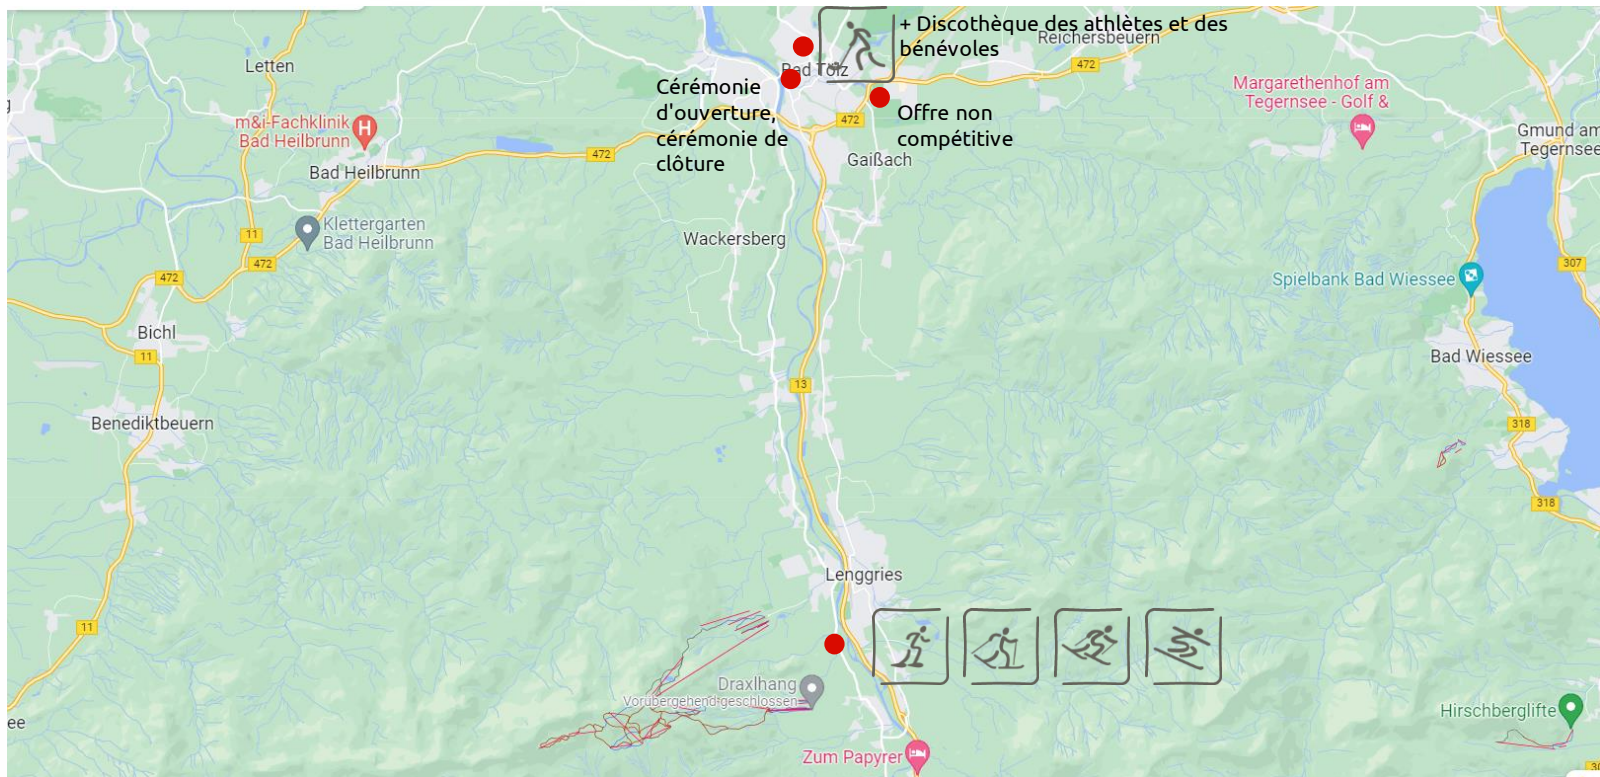 + Discothèque des athlètes et des
bénévoles
Reichersbeuern
Letten
Bad Tölz
472
Cérémonie
d'ouverture,
cérémonie de
clôture
Margarethenhof am
Tegernsee - Golf &
Offre non
compétitive
472
m&i-Fachklinik
Bad Heilbrunn
H
Gmund am
Tegernsee
472
Gaißach
Bad Heilbrunn
Klettergarten
Bad Heilbrunn
11
Wackersberg
472
307
472
Spielbank Bad Wiessee
Bichl
11
Bad Wiessee
13
Benediktbeuern
318
318
Lenggries
11
Draxlhang
Vorübergehend geschlossen
Hirschberglifte
ee
Zum Papyrer